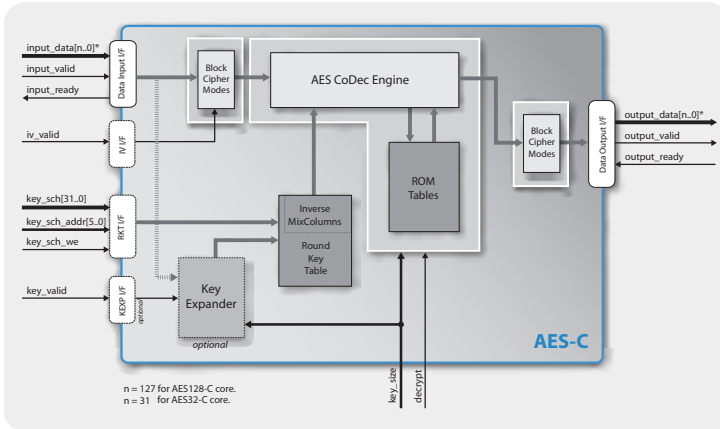 input_data[n..0]*
input_valid
input_ready
Data Input I/F
Block
Cipher
Modes
AES CoDec Engine
iv_valid
IV I/F
Block
Cipher
Modes
Data Output I/F
output_data[n..0]*
output_valid
output_ready
ROM
Tables
key_sch[31..0]
key_sch_addr[5..0]
key_sch_we
RKT I/F
Inverse
MixColumns
Round
Key
Table
key_valid
KEXP I/F
optional
Key
Expander
optional
AES-C
key_size
decrypt
n = 127 for AES128-C core.
n = 31 for AES32-C core.